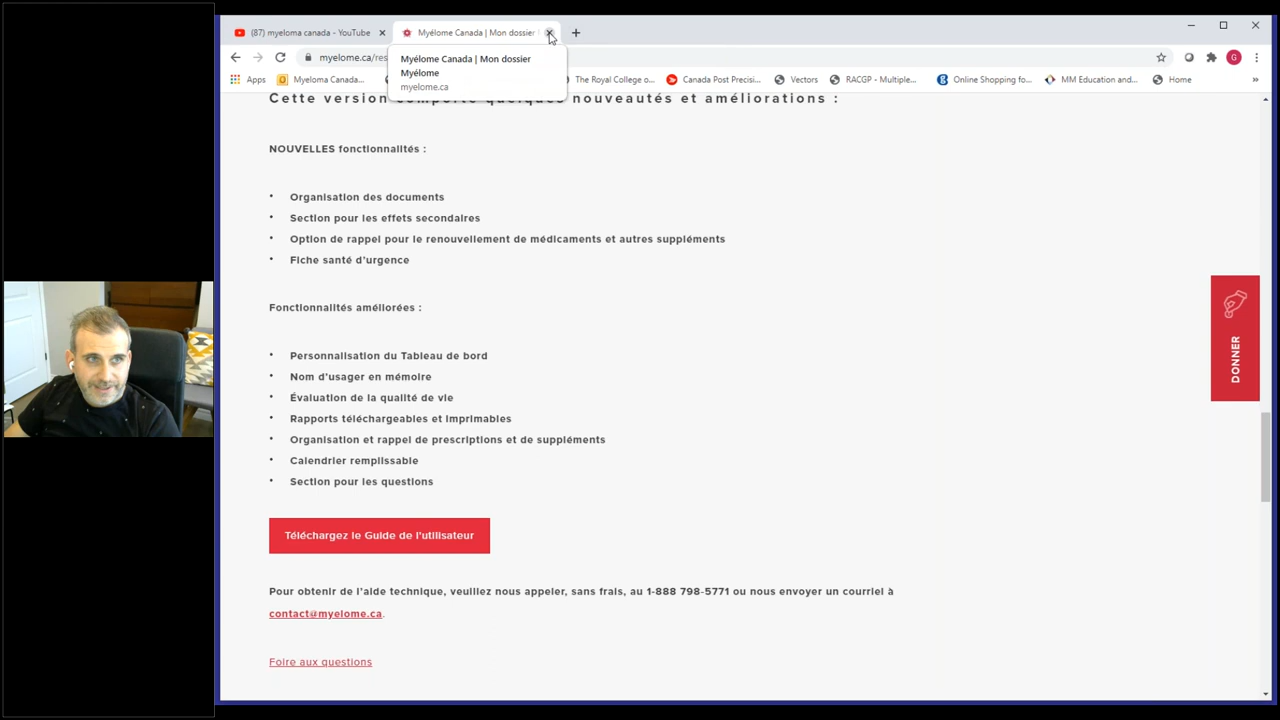 (87) myeloma canada - YouTube
Myélome Canada | Mon dossier
myelome.ca/res
Myélome Canada | Mon dossier
Myélome
myelome.ca
G
Apps
Myeloma Canada...
The Royal College o...
Canada Post Precisi...
Vectors
RACGP - Multiple...
Online Shopping fo...
MM Education and...
Home
Cette version comporte quelques nouveautés et améliorations :
NOUVELLES fonctionnalités :
• Organisation des documents
• Section pour les effets secondaires
• Option de rappel pour le renouvellement de médicaments et autres suppléments
• Fiche santé d'urgence
Fonctionnalités améliorées :
• Personnalisation du Tableau de bord
• Nom d'usager en mémoire
• Évaluation de la qualité de vie
• Rapports téléchargeables et imprimables
• Organisation et rappel de prescriptions et de suppléments
• Calendrier remplissable
• Section pour les questions
Téléchargez le Guide de l'utilisateur
Pour obtenir de l'aide technique, veuillez nous appeler, sans frais, au 1-888 798-5771 ou nous envoyer un courriel à
contact@myelome.ca.
Foire aux questions
DONNER